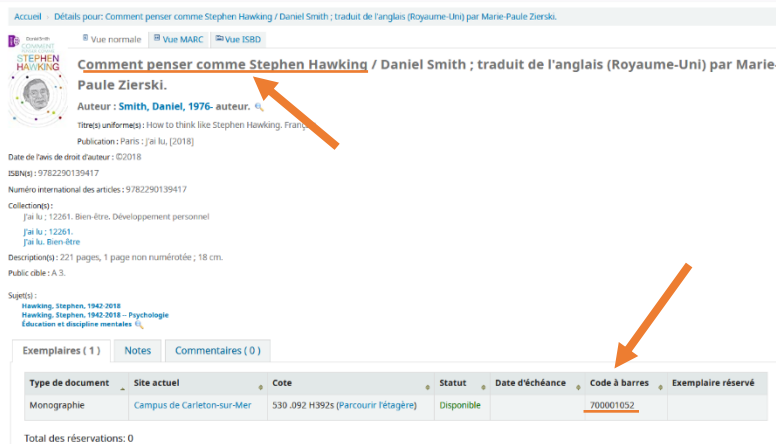 Accueil › Détails pour: Comment penser comme Stephen Hawking / Daniel Smith ; traduit de l'anglais (Royaume-Uni) par Marie-Paule Zierski.
Vue normale Vue MARC Vue ISBD
Daniel Smith
COMMENT
PENSER COMME
STEPHEN
HAWKING
Comment penser comme Stephen Hawking / Daniel Smith ; traduit de l'anglais (Royaume-Uni) par Marie-
Paule Zierski.
Auteur : Smith, Daniel, 1976- auteur.
Titre(s) uniforme(s) : How to think like Stephen Hawking.
Publication : Paris : J'ai lu, [2018]
Date de l'avis de droit d'auteur : ©2018
ISBN(s) : 9782290139417
Numéro international des articles : 9782290139417
Collection(s) :
J'ai lu ; 12261. Bien-être. Développement personnel
J'ai lu ; 12261.
J'ai lu. Bien-être
Description(s) : 221 pages, 1 page non numérotée ; 18 cm.
Public cible : A 3.
Sujet(s) :
Hawking, Stephen, 1942-2018
Hawking, Stephen, 1942-2018 -- Psychologie
Éducation et discipline mentales
Exemplaires ( 1 ) Notes Commentaires ( 0 )
Type de document Site actuel Cote Statut Date d'échéance Code à barres Exemplaire réservé
Monographie Campus de Carleton-sur-Mer 530 .092 H392s (Parcourir l'étagère) Disponible 700001052
Total des réservations: 0